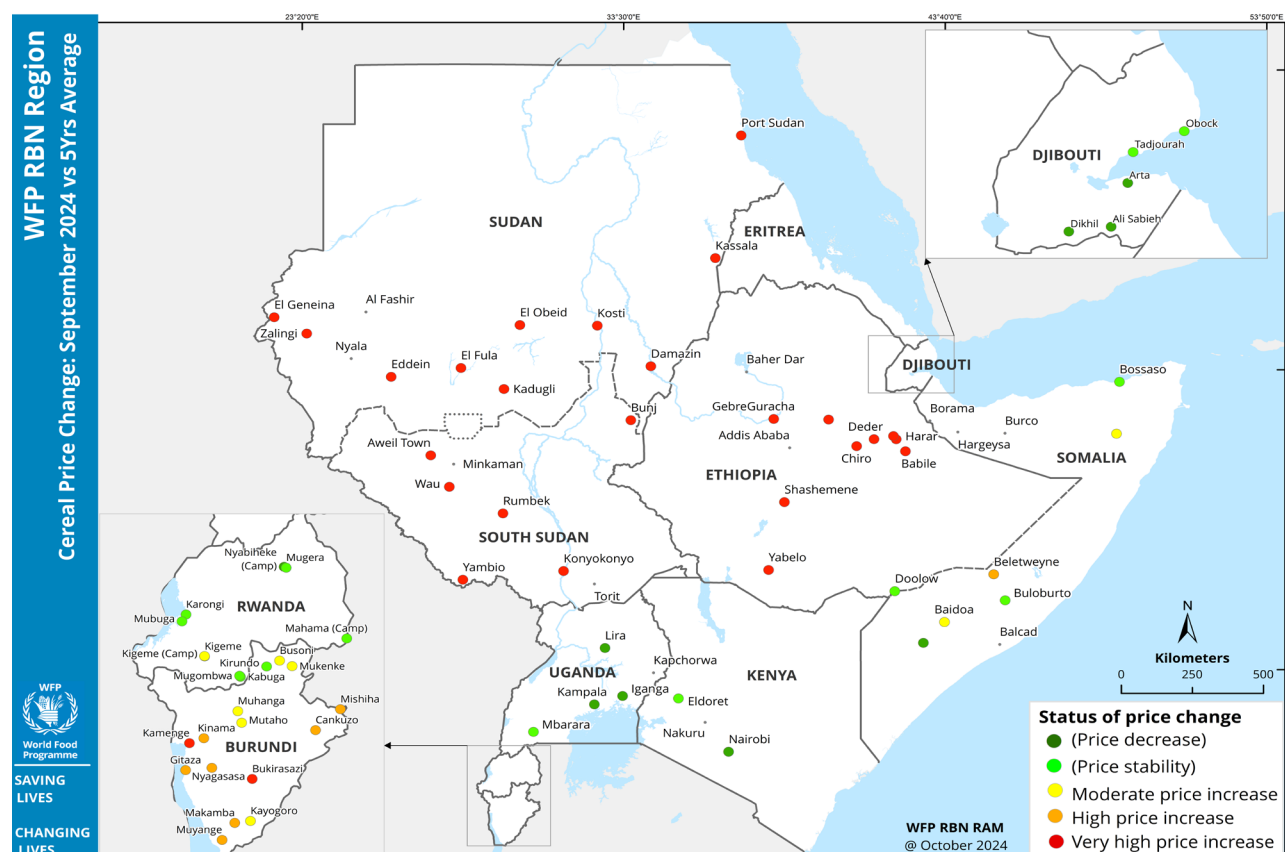 WFP RBN Region
Cereal Price Change: September 2024 vs 5Yrs Average
WFP
World Food
Programme
SAVING
LIVES
CHANGING
LIVES
23°20'0"E
33°30'0"E
43°40'0"E
53°50'0"E
Port Sudan
SUDAN
ERITREA
Kassala
El Geneina
Al Fashir
Zalingi
Nyala
El Obeid
Kosti
Eddein
El Fula
Kadugli
Damazin
Baher Dar
Bunj
GebreGuracha
Addis Ababa
Deder
Harar
Chiro
Babile
ETHIOPIA
Shashemene
Yabelo
DJIBOUTI
Borama
Burco
Hargeysa
Bossaso
SOMALIA
Aweil Town
Minkaman
Wau
Rumbek
SOUTH SUDAN
Yambio
Konyokonyo
Torit
Doolow
Beletweyne
Buloburto
Baidoa
Balcad
Lira
UGANDA
Kapchorwa
Kampala
Iganga
Mbarara
KENYA
Eldoret
Nakuru
Nairobi
DJIBOUTI
Obock
Tadjourah
Arta
Dikhil
Ali Sabieh
Nyabiheke
(Camp)
Mugera
RWANDA
Karongi
Mubuga
Mahama (Camp)
Kigeme
Kigeme (Camp)
Busoni
Kirundo
Mukenke
Mugombwa
Kabuga
Muhanga
Mishiha
Kinama
Mutaho
Cankuzo
Kamenge
BURUNDI
Gitaza
Nyagasasa
Bukirasazi
Makamba
Kayogoro
Muyange
N
Kilometers
0
250
500
Status of price change
(Price decrease)
(Price stability)
Moderate price increase
High price increase
Very high price increase
WFP RBN RAM
@ October 2024